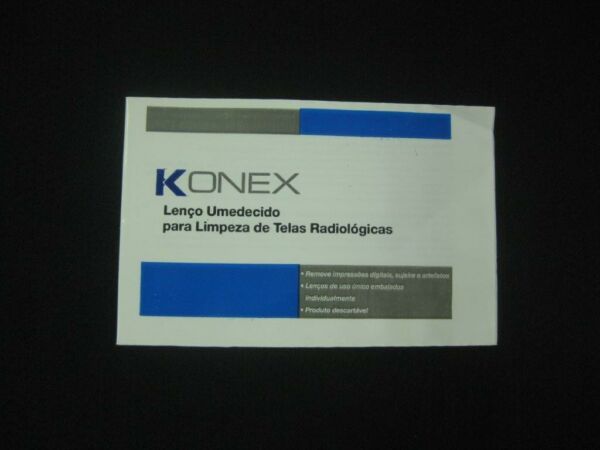 KONEX
Lenço Umedecido
para Limpeza de Telas Radiológicas
• Remove impressões digitais, sujeira e artefatos
• Lenços de uso único embalados
Individualmente
• Produto descartável